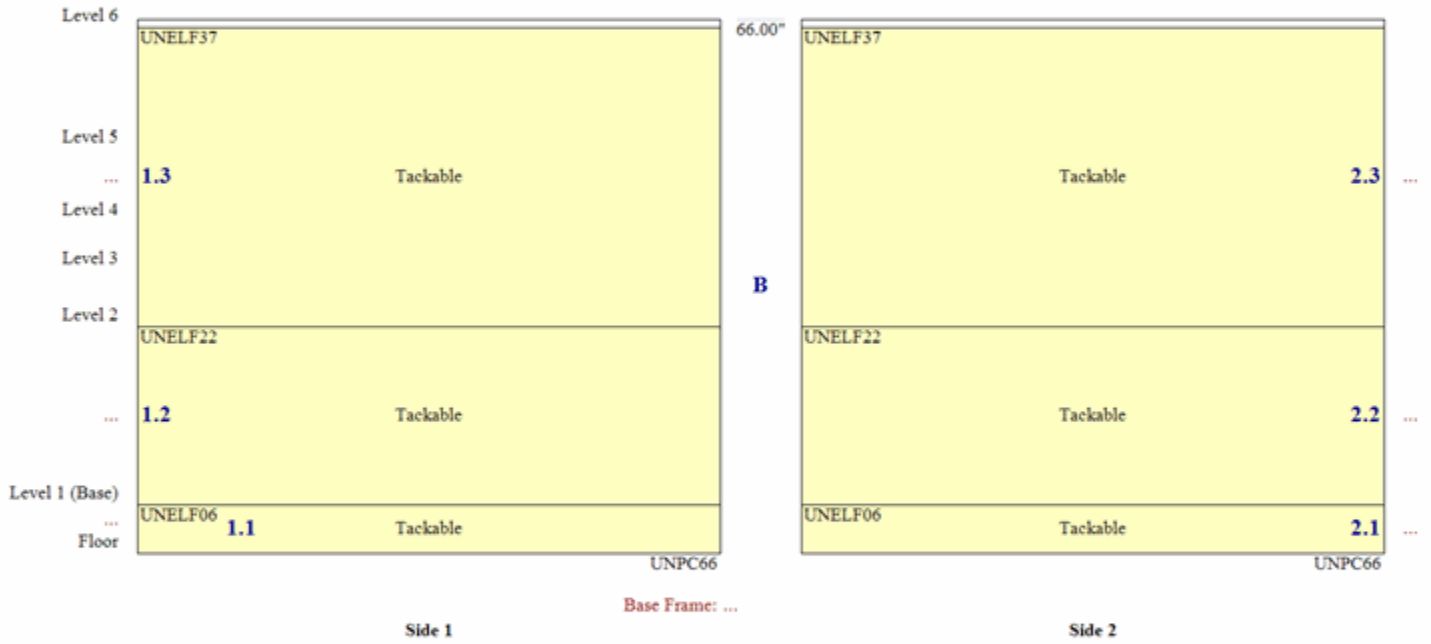 Level 6
66.00"
UNELF37
UNELF37
Level 5
... 1.3 Tackable
Tackable 2.3 ...
Level 4
Level 3
B
Level 2
UNELF22
UNELF22
... 1.2 Tackable
Tackable 2.2 ...
Level 1 (Base)
UNELF06
UNELF06
... 1.1 Tackable
Tackable 2.1 ...
Floor
UNPC66
UNPC66
Base Frame: ...
Side 1
Side 2